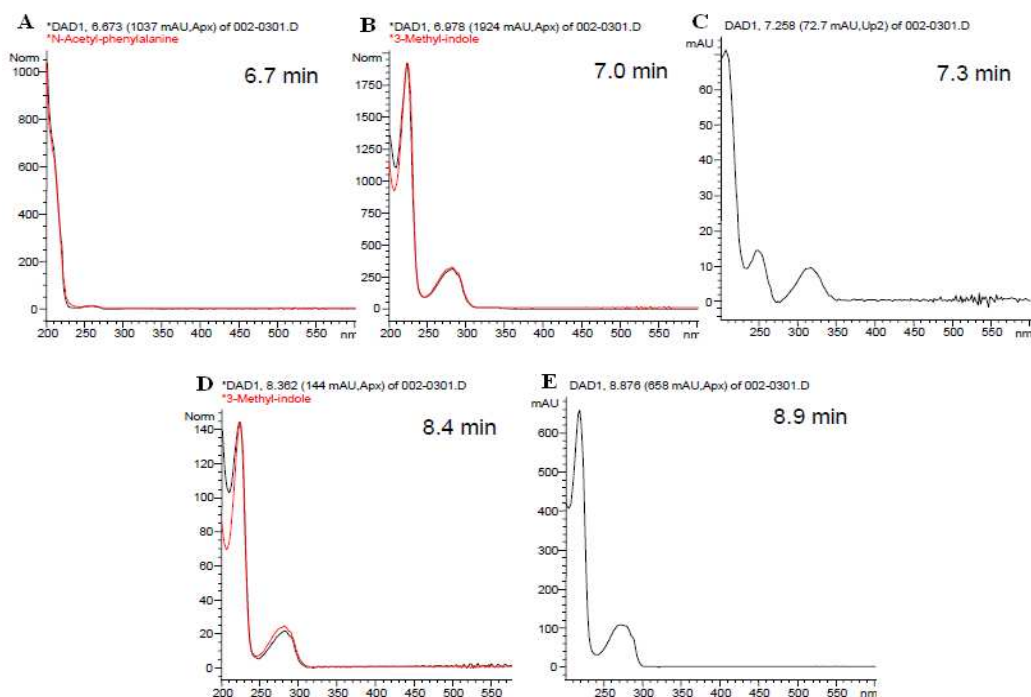 A *DAD1, 6.673 (1037 mAU,Apx) of 002-0301.D
*N-Acetyl-phenylalanine
Norm
6.7 min
1000
800
600
400
200
0
200 250 300 350 400 450 500 550 nm
B *DAD1, 6.978 (1924 mAU,Apx) of 002-0301.D
*3-Methyl-indole
Norm
7.0 min
1750
1500
1250
1000
750
500
250
0
200 250 300 350 400 450 500 550 nm
C DAD1, 7.258 (72.7 mAU,Up2) of 002-0301.D
mAU
7.3 min
60
50
40
30
20
10
0
250 300 350 400 450 500 550 nm
D *DAD1, 8.362 (144 mAU,Apx) of 002-0301.D
*3-Methyl-indole
Norm
8.4 min
140
120
100
80
60
40
20
0
200 250 300 350 400 450 500 550 nm
E DAD1, 8.876 (658 mAU,Apx) of 002-0301.D
mAU
8.9 min
600
500
400
300
200
100
0
250 300 350 400 450 500 550 nm